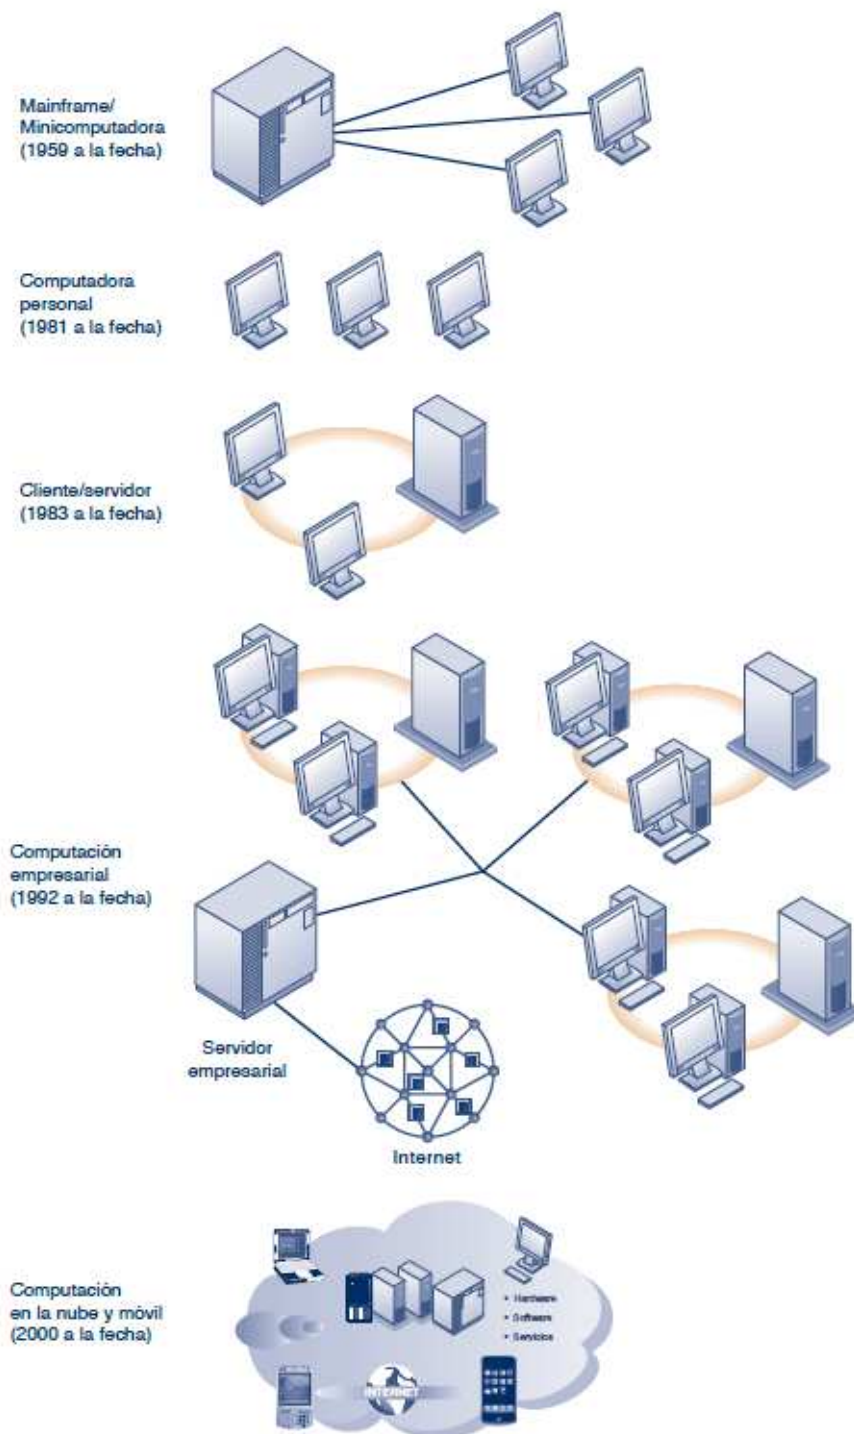 Mainframe/
Minicomputadora
(1959 a la fecha)
Computadora
personal
(1981 a la fecha)
Cliente/servidor
(1983 a la fecha)
Computación
empresarial
(1992 a la fecha)
Servidor
empresarial
Internet
Computación
en la nube y móvil
(2000 a la fecha)
• Hardware
• Software
• Servicios
INTERNET